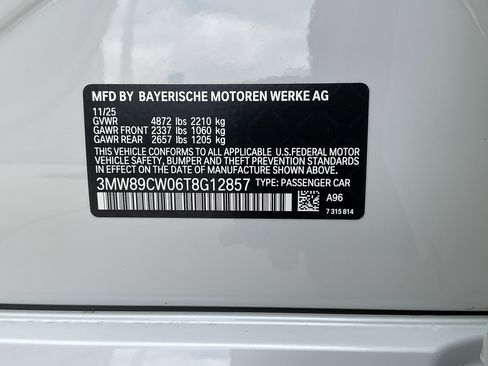 MFD BY BAYERISCHE MOTOREN WERKE AG
11/25
GVWR 4872 lbs 2210 kg
GAWR FRONT 2337 lbs 1060 kg
GAWR REAR 2657 lbs 1205 kg
THIS VEHICLE CONFORMS TO ALL APPLICABLE U.S.FEDERAL MOTOR
VEHICLE SAFETY, BUMPER AND THEFT PREVENTION STANDARDS
IN EFFECT ON THE DATE OF MANUFACTURE SHOWN ABOVE.
3MW89CW06T8G12857 TYPE: PASSENGER CAR
A96
7 315 814